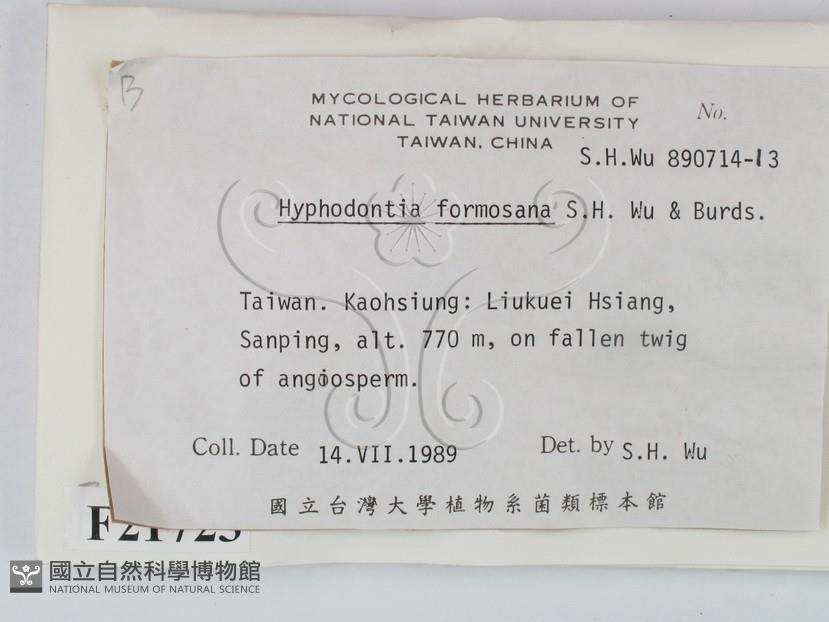 B
MYCOLOGICAL HERBARIUM OF
NATIONAL TAIWAN UNIVERSITY
TAIWAN, CHINA
No.
S.H.Wu 890714-13
Hyphodontia formosana S.H. Wu & Burds.
Taiwan. Kaohsiung: Liukuei Hsiang,
Sanping, alt. 770 m, on fallen twig
of angiosperm.
Coll. Date 14.VII.1989 Det. by S.H. Wu
國立台灣大學植物系菌類標本館
國立自然科學博物館
NATIONAL MUSEUM OF NATURAL SCIENCE